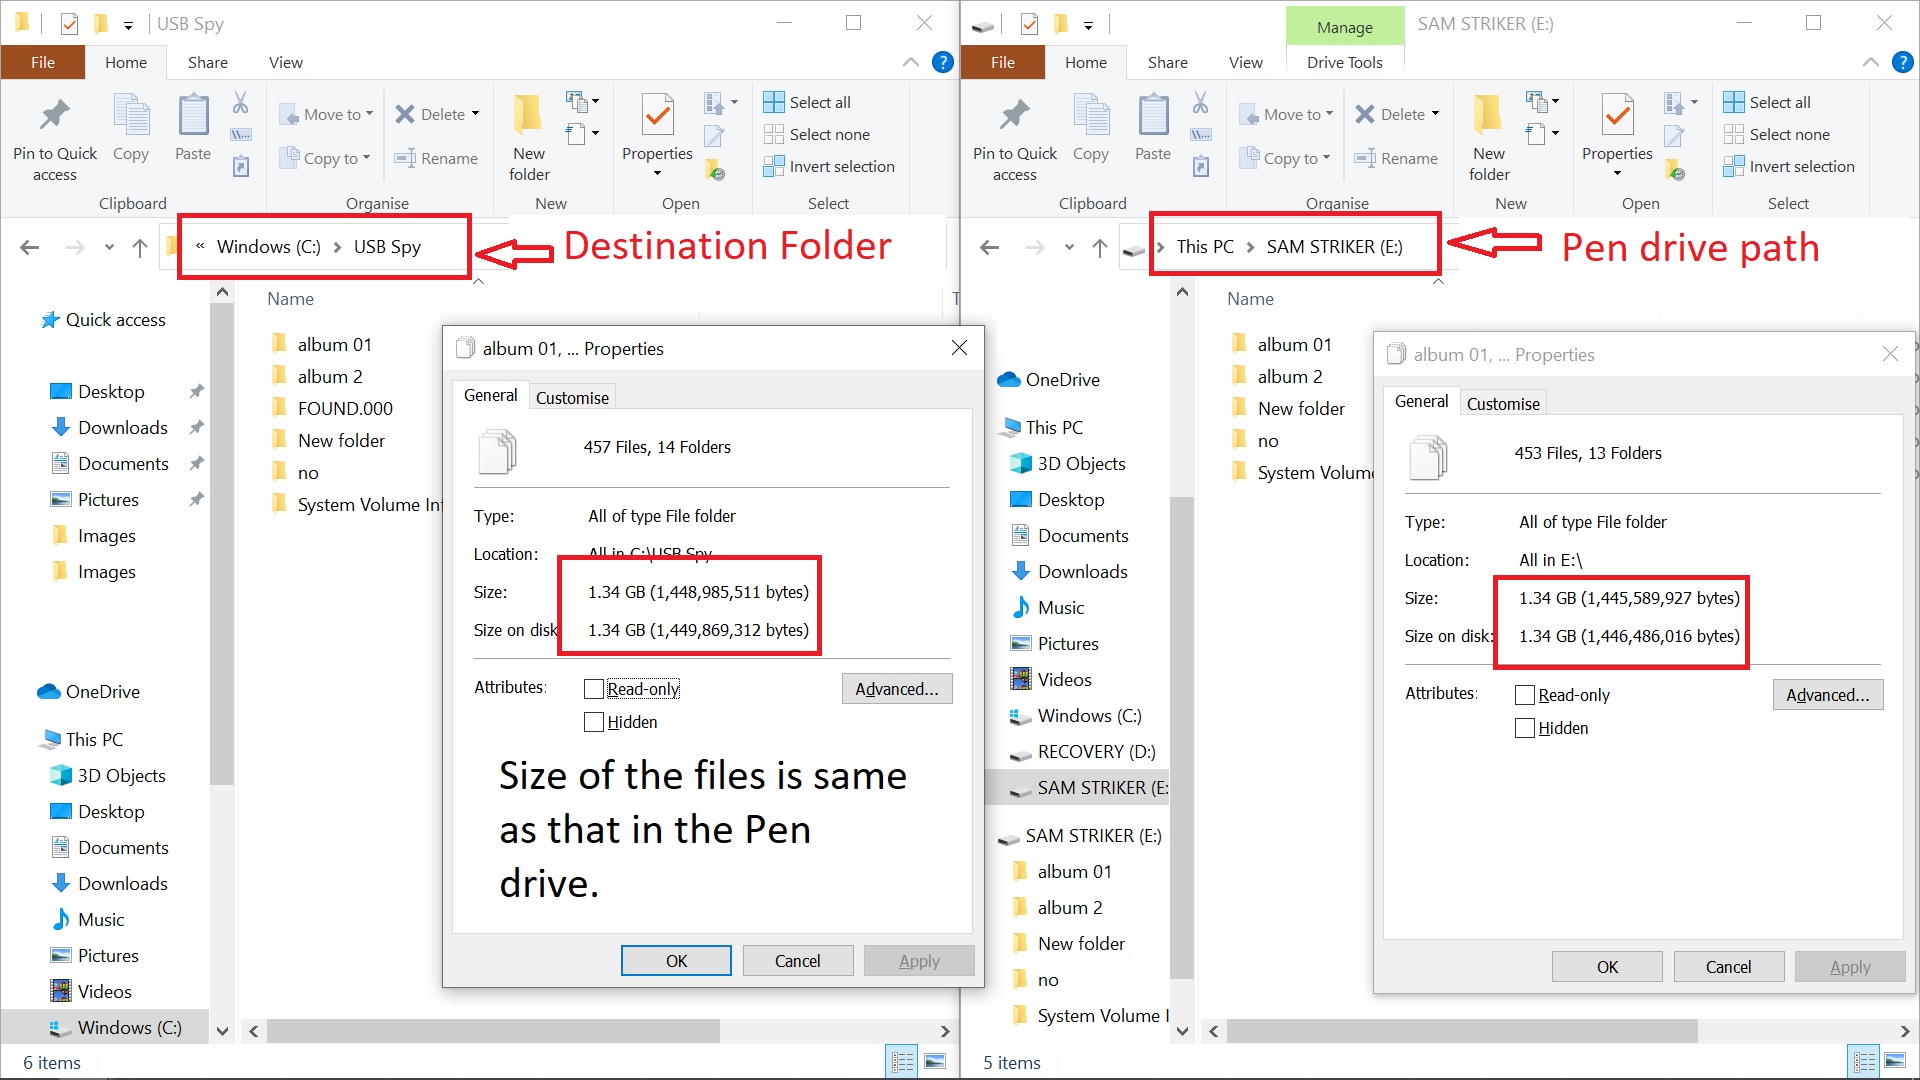 USB Spy
File
Home
Share
View
Pin to Quick
access
Copy
Paste
Clipboard
Move to
Copy to
Delete
Rename
Organise
New
folder
New
Properties
Open
Select all
Select none
Invert selection
Select
« Windows (C:) › USB Spy
Destination Folder
Name
Quick access
Desktop
Downloads
Documents
Pictures
Images
Images
OneDrive
This PC
3D Objects
Desktop
Documents
Downloads
Music
Pictures
Videos
Windows (C:)
album 01
album 2
FOUND.000
New folder
no
System Volume Inf
album 01, ... Properties
General
Customise
457 Files, 14 Folders
Type: All of type File folder
Location: All in C:\USB Spy
Size: 1.34 GB (1,448,985,511 bytes)
Size on disk 1.34 GB (1,449,869,312 bytes)
Attributes: Read-only
Advanced...
Hidden
Size of the files is same
as that in the Pen
drive.
OK
Cancel
Apply
6 items
Manage
SAM STRIKER (E:)
File
Home
Share
View
Drive Tools
Pin to Quick
access
Copy
Paste
Clipboard
Move to
Copy to
Delete
Rename
Organise
New
folder
New
Properties
Open
Select all
Select none
Invert selection
Select
› This PC › SAM STRIKER (E:)
Pen drive path
Name
OneDrive
This PC
3D Objects
Desktop
Documents
Downloads
Music
Pictures
Videos
Windows (C:)
RECOVERY (D:)
SAM STRIKER (E:
SAM STRIKER (E:)
album 01
album 2
New folder
no
System Volume I
album 01
album 2
New folder
no
System Volume
album 01, ... Properties
General
Customise
453 Files, 13 Folders
Type: All of type File folder
Location: All in E:\
Size: 1.34 GB (1,445,589,927 bytes)
Size on disk: 1.34 GB (1,446,486,016 bytes)
Attributes: Read-only
Advanced...
Hidden
OK
Cancel
Apply
5 items